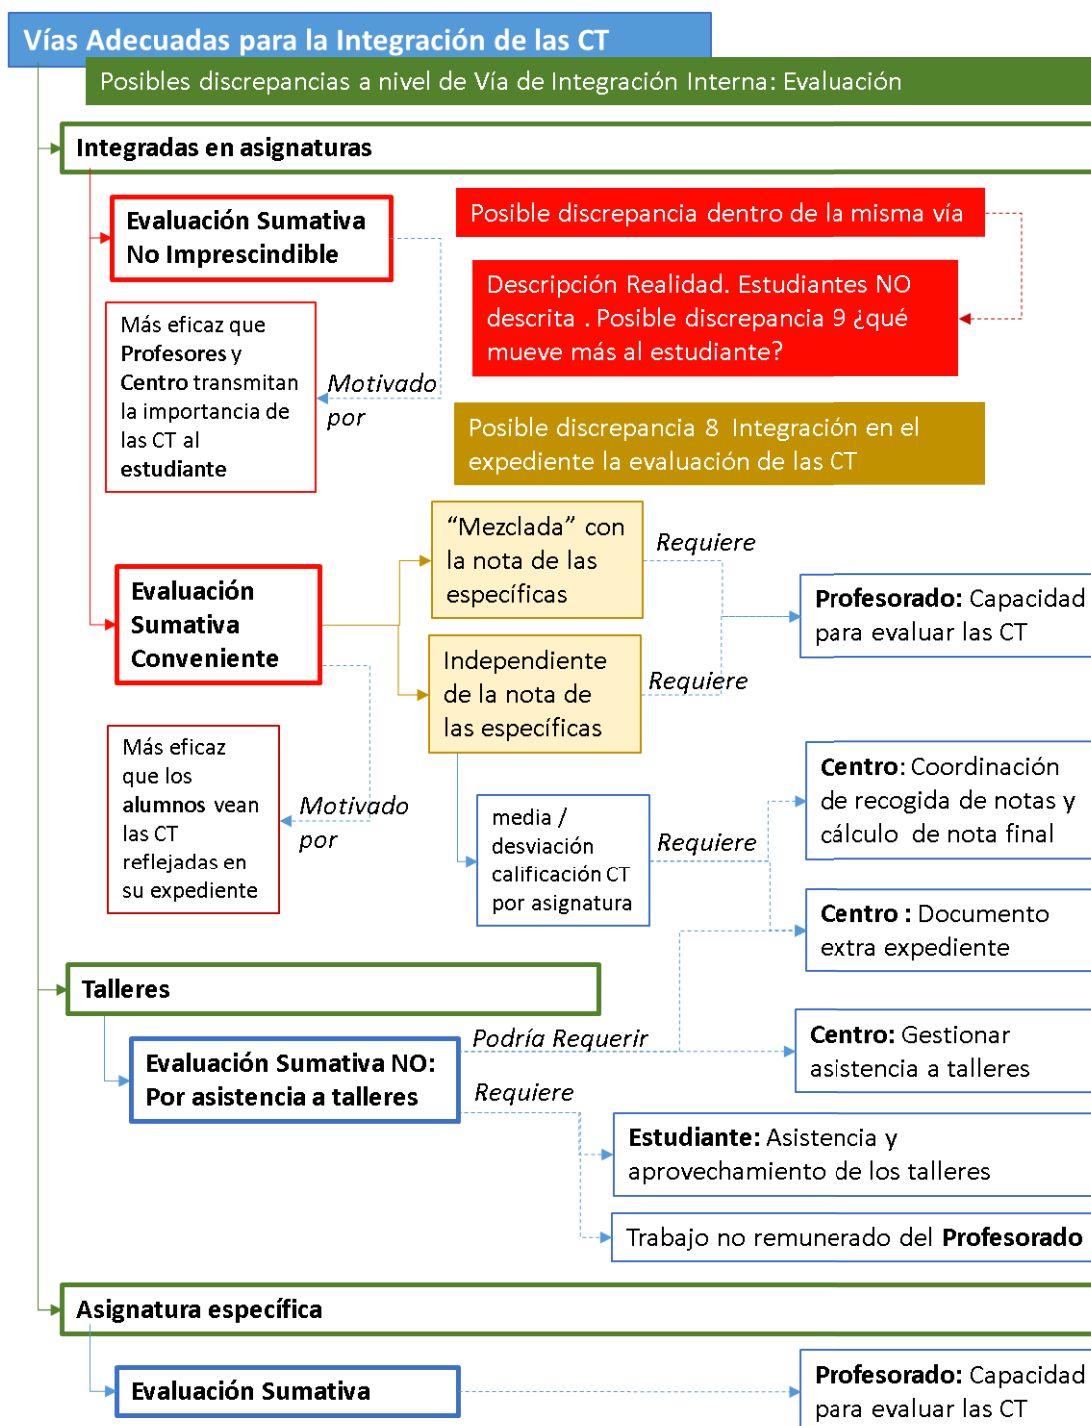 Vías Adecuadas para la Integración de las CT
Posibles discrepancias a nivel de Vía de Integración Interna: Evaluación
Integradas en asignaturas
Evaluación Sumativa
No Imprescindible
Posible discrepancia dentro de la misma vía
Descripción Realidad. Estudiantes NO
descrita . Posible discrepancia 9 ¿qué
mueve más al estudiante?
Más eficaz que
Profesores y
Centro transmitan
la importancia de
las CT al
estudiante
Motivado
por
Posible discrepancia 8  Integración en el
expediente la evaluación de las CT
“Mezclada” con
la nota de las
específicas
Requiere
Evaluación
Sumativa
Conveniente
Profesorado: Capacidad
para evaluar las CT
Independiente
de la nota de
las específicas
Requiere
Más eficaz
que los
alumnos vean
las CT
reflejadas en
su expediente
Motivado
por
media /
desviación
calificación CT
por asignatura
Requiere
Centro: Coordinación
de recogida de notas y
cálculo  de nota final
Centro : Documento
extra expediente
Talleres
Evaluación Sumativa NO:
Por asistencia a talleres
Podría Requerir
Requiere
Centro: Gestionar
asistencia a talleres
Estudiante: Asistencia y
aprovechamiento de los talleres
Trabajo no remunerado del Profesorado
Asignatura específica
Evaluación Sumativa
Profesorado: Capacidad
para evaluar las CT